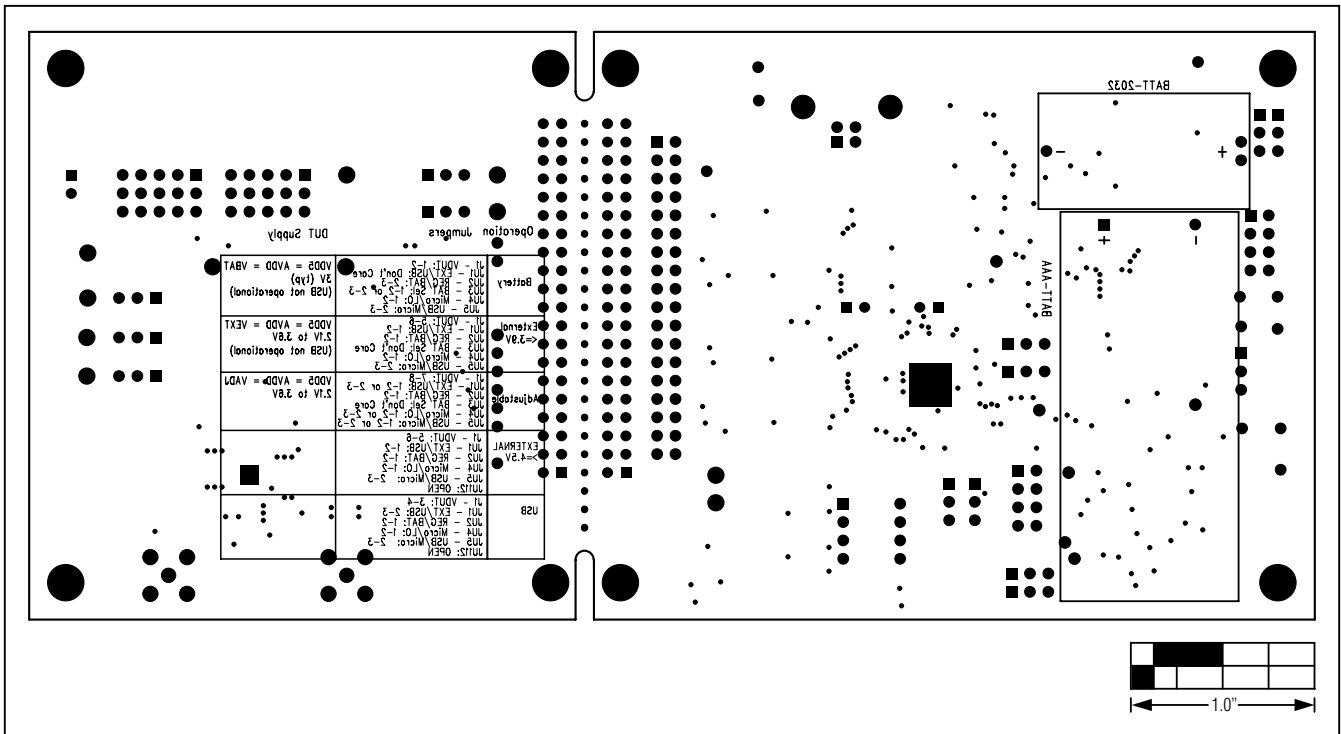 BATT-2032
-
+
BATT-AAA
+
-
Operation Jumpers
DUT Supply
Battery
J1 - VDUT: 1-2
JU1 - EXT/USB: Don't Care
JU2 - REG/BAT: 2-3
JU3 - BAT Sel: 1-2 or 2-3
JU4 - Micro/LO: 1-2
JU5 - USB/Micro: 2-3
VDD5 = AVDD = VBAT
3V (typ)
(USB not operational)
External
<=3.9V
J1 - VDUT: 5-6
JU1 - EXT/USB: 1-2
JU2 - REG/BAT: 1-2
JU3 - BAT Sel: Don't Care
JU4 - Micro/LO: 1-2
JU5 - USB/Micro: 2-3
VDD5 = AVDD = VEXT
2.1V to 3.6V
(USB not operational)
Adjustable
J1 - VDUT: 7-8
JU1 - EXT/USB: 1-2 or 2-3
JU2 - REG/BAT: 1-2
JU3 - BAT Sel: Don't Care
JU4 - Micro/LO: 1-2 or 2-3
JU5 - USB/Micro: 1-2 or 2-3
VDD5 = AVDD = VADJ
2.1V to 3.6V
EXTERNAL
>=4.5V
J1 - VDUT: 5-6
JU1 - EXT/USB: 1-2
JU2 - REG/BAT: 1-2
JU4 - Micro/LO: 1-2
JU5 - USB/Micro: 2-3
JU12: OPEN
USB
J1 - VDUT: 3-4
JU1 - EXT/USB: 2-3
JU2 - REG/BAT: 1-2
JU4 - Micro/LO: 1-2
JU5 - USB/Micro: 2-3
JU12: OPEN
1.0"